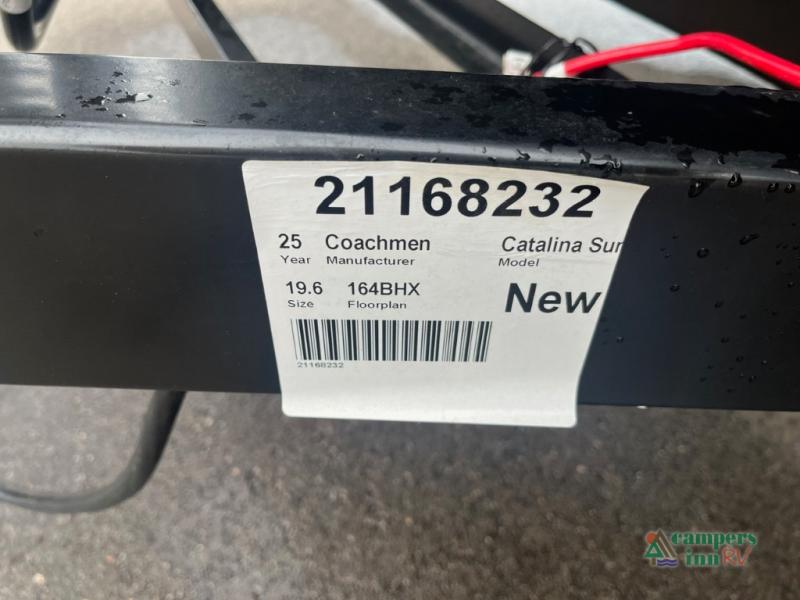 21168232
25 Coachmen Catalina Sur
Year Manufacturer Model
19.6 164BHX New
Size Floorplan
21168232
campers
inn RV